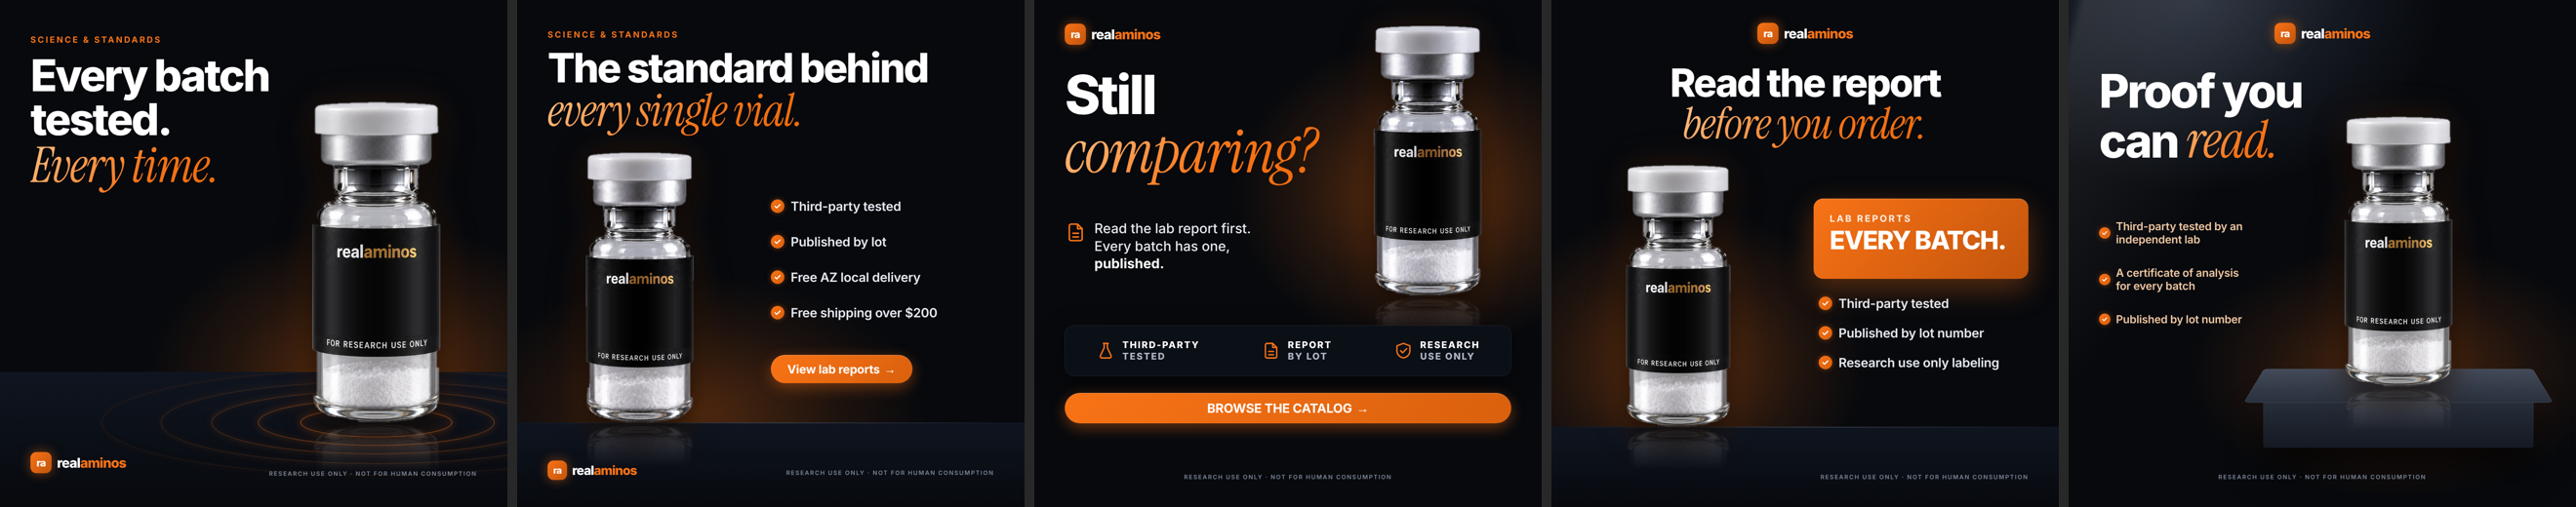 SCIENCE & STANDARDS
Every batch
tested.
Every time.
realaminos
FOR RESEARCH USE ONLY
ra realaminos
RESEARCH USE ONLY · NOT FOR HUMAN CONSUMPTION
SCIENCE & STANDARDS
The standard behind
every single vial.
realaminos
FOR RESEARCH USE ONLY
Third-party tested
Published by lot
Free AZ local delivery
Free shipping over $200
View lab reports →
ra realaminos
RESEARCH USE ONLY · NOT FOR HUMAN CONSUMPTION
ra realaminos
Still
comparing?
realaminos
FOR RESEARCH USE ONLY
Read the lab report first.
Every batch has one,
published.
THIRD-PARTY
TESTED
REPORT
BY LOT
RESEARCH
USE ONLY
BROWSE THE CATALOG →
RESEARCH USE ONLY · NOT FOR HUMAN CONSUMPTION
ra realaminos
Read the report
before you order.
realaminos
FOR RESEARCH USE ONLY
LAB REPORTS
EVERY BATCH.
Third-party tested
Published by lot number
Research use only labeling
RESEARCH USE ONLY · NOT FOR HUMAN CONSUMPTION
ra realaminos
Proof you
can read.
Third-party tested by an
independent lab
A certificate of analysis
for every batch
Published by lot number
realaminos
FOR RESEARCH USE ONLY
RESEARCH USE ONLY · NOT FOR HUMAN CONSUMPTION